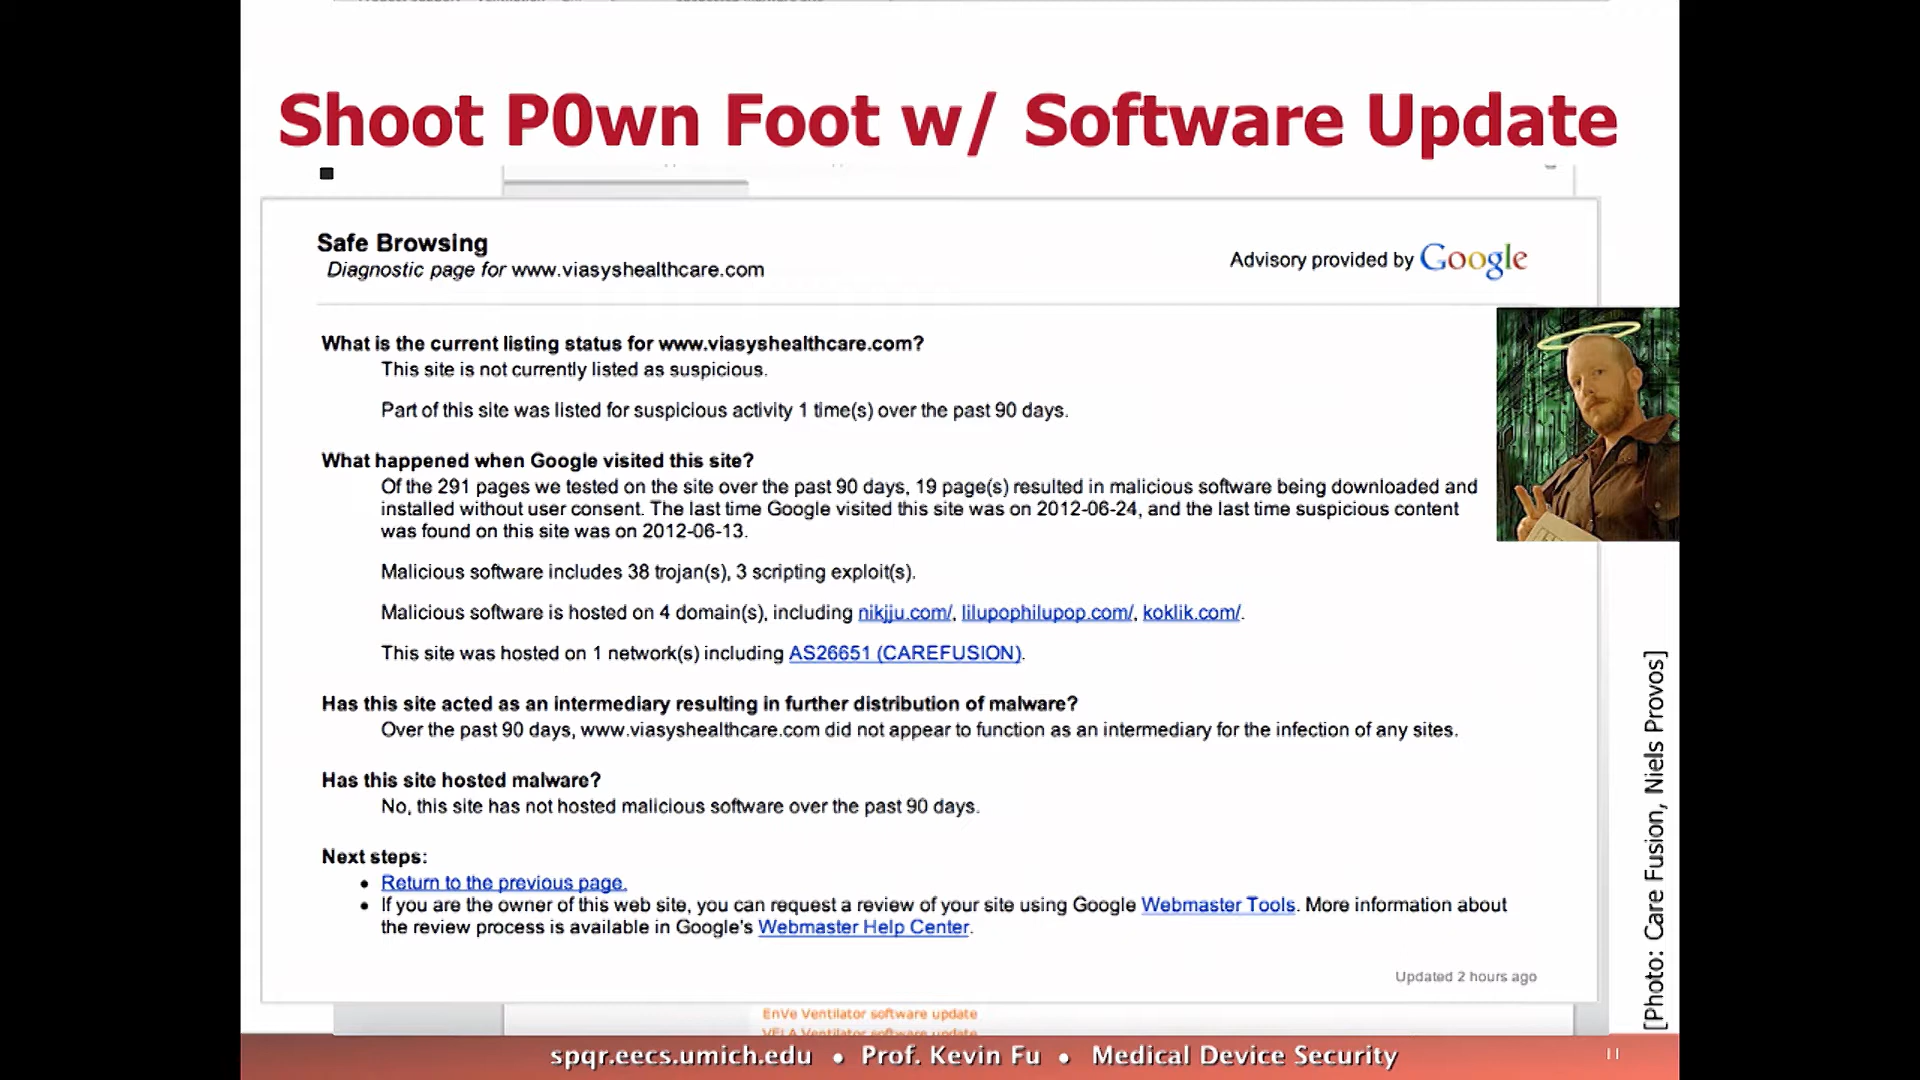 Shoot P0wn Foot w/ Software Update
Safe Browsing
Diagnostic page for www.viasyshealthcare.com
Advisory provided by Google
What is the current listing status for www.viasyshealthcare.com?
This site is not currently listed as suspicious.
Part of this site was listed for suspicious activity 1 time(s) over the past 90 days.
What happened when Google visited this site?
Of the 291 pages we tested on the site over the past 90 days, 19 page(s) resulted in malicious software being downloaded and
installed without user consent. The last time Google visited this site was on 2012-06-24, and the last time suspicious content
was found on this site was on 2012-06-13.
Malicious software includes 38 trojan(s), 3 scripting exploit(s).
Malicious software is hosted on 4 domain(s), including nikjju.com/, lilupophilupop.com/, koklik.com/.
This site was hosted on 1 network(s) including AS26651 (CAREFUSION).
Has this site acted as an intermediary resulting in further distribution of malware?
Over the past 90 days, www.viasyshealthcare.com did not appear to function as an intermediary for the infection of any sites.
Has this site hosted malware?
No, this site has not hosted malicious software over the past 90 days.
Next steps:
• Return to the previous page.
• If you are the owner of this web site, you can request a review of your site using Google Webmaster Tools. More information about
the review process is available in Google's Webmaster Help Center.
Updated 2 hours ago
[Photo: Care Fusion, Niels Provos]
EnVe Ventilator software update
VELA Ventilator software update
spqr.eecs.umich.edu • Prof. Kevin Fu • Medical Device Security
11